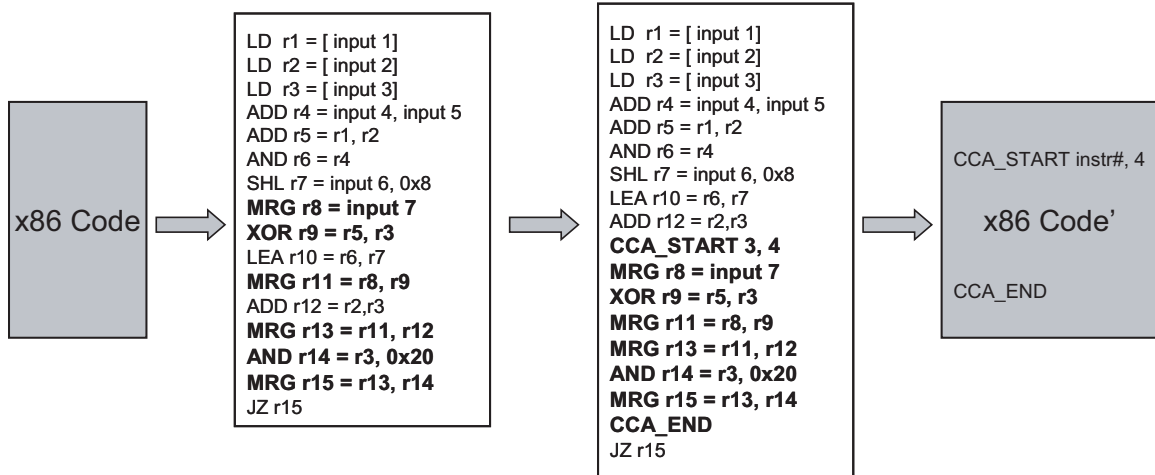 x86 Code
LD r1 = [ input 1]
LD r2 = [ input 2]
LD r3 = [ input 3]
ADD r4 = input 4, input 5
ADD r5 = r1, r2
AND r6 = r4
SHL r7 = input 6, 0x8
MRG r8 = input 7
XOR r9 = r5, r3
LEA r10 = r6, r7
MRG r11 = r8, r9
ADD r12 = r2,r3
MRG r13 = r11, r12
AND r14 = r3, 0x20
MRG r15 = r13, r14
JZ r15
LD r1 = [ input 1]
LD r2 = [ input 2]
LD r3 = [ input 3]
ADD r4 = input 4, input 5
ADD r5 = r1, r2
AND r6 = r4
SHL r7 = input 6, 0x8
LEA r10 = r6, r7
ADD r12 = r2,r3
CCA_START 3, 4
MRG r8 = input 7
XOR r9 = r5, r3
MRG r11 = r8, r9
MRG r13 = r11, r12
AND r14 = r3, 0x20
MRG r15 = r13, r14
CCA_END
JZ r15
CCA_START instr#, 4
x86 Code’
CCA_END